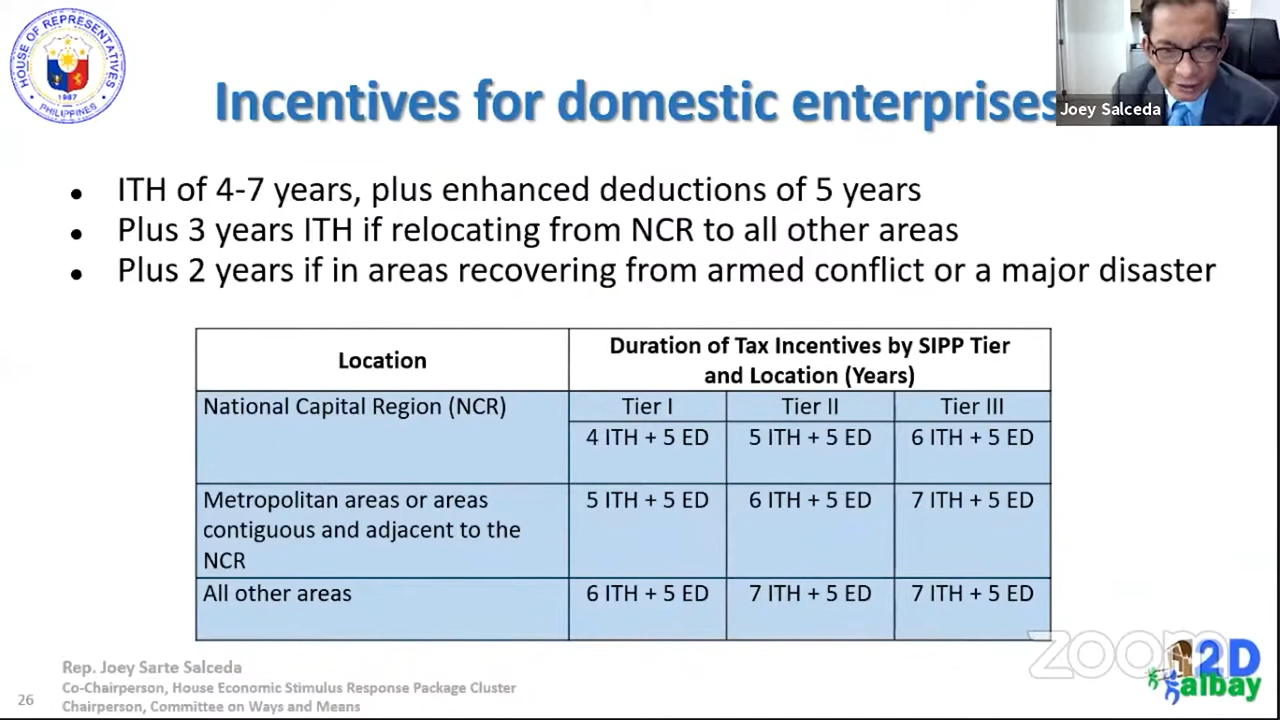 HOUSE OF REPRESENTATIVES
PHILIPPINES
1987
Joey Salceda
Incentives for domestic enterprises
• ITH of 4-7 years, plus enhanced deductions of 5 years
• Plus 3 years ITH if relocating from NCR to all other areas
• Plus 2 years if in areas recovering from armed conflict or a major disaster
Location
Duration of Tax Incentives by SIPP Tier
and Location (Years)
National Capital Region (NCR)
Tier I
Tier II
Tier III
4 ITH + 5 ED
5 ITH + 5 ED
6 ITH + 5 ED
Metropolitan areas or areas
contiguous and adjacent to the
NCR
5 ITH + 5 ED
6 ITH + 5 ED
7 ITH + 5 ED
All other areas
6 ITH + 5 ED
7 ITH + 5 ED
7 ITH + 5 ED
zoom
2D
albay
Rep. Joey Sarte Salceda
Co-Chairperson, House Economic Stimulus Response Package Cluster
Chairperson, Committee on Ways and Means
26